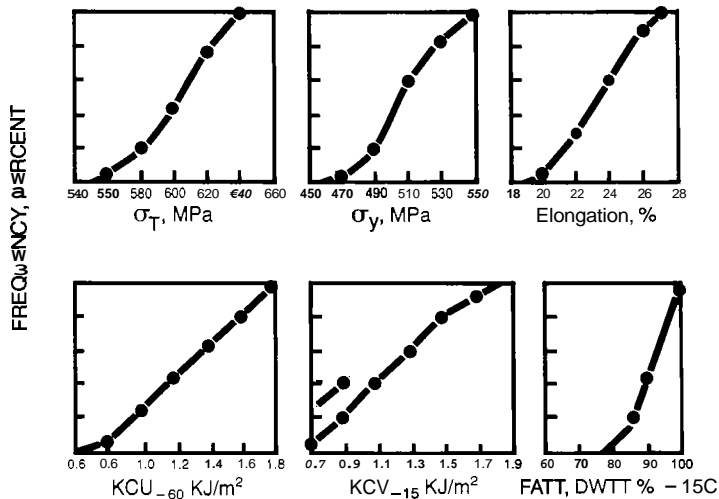 540 550 580 600 620 640 660
σT, MPa
450 470 490 510 530 550
σy, MPa
18 20 22 24 26 28
Elongation, %
FREQUENCY, PERCENT
0.6 0.6 1.0 1.2 1.4 1.6 1.8
KCU−60 KJ/m²
0.7 0.9 1.1 1.3 1.5 1.7 1.9
KCV−15 KJ/m²
60 70 80 90 100
FATT, DWTT % −15C